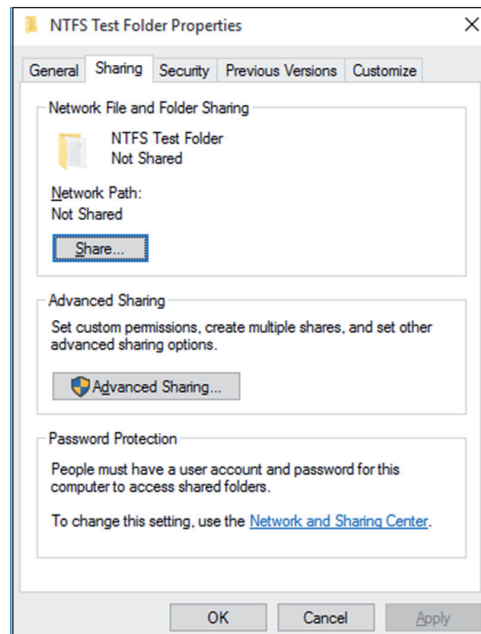 NTFS Test Folder Properties
General Sharing Security Previous Versions Customize
Network File and Folder Sharing
NTFS Test Folder
Not Shared
Network Path:
Not Shared
Share...
Advanced Sharing
Set custom permissions, create multiple shares, and set other
advanced sharing options.
Advanced Sharing...
Password Protection
People must have a user account and password for this
computer to access shared folders.
To change this setting, use the Network and Sharing Center.
OK Cancel Apply